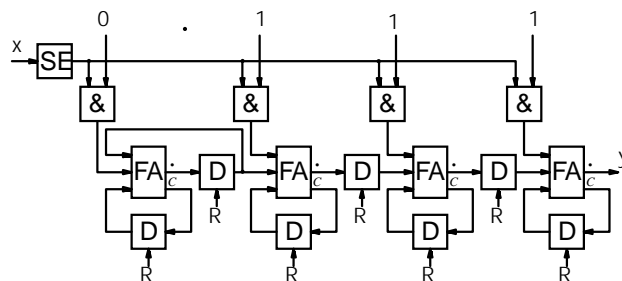 0 1 1 1
x SE
& & & &
FA c D FA c D FA c D FA c y
R R R
D D D D
R R R R